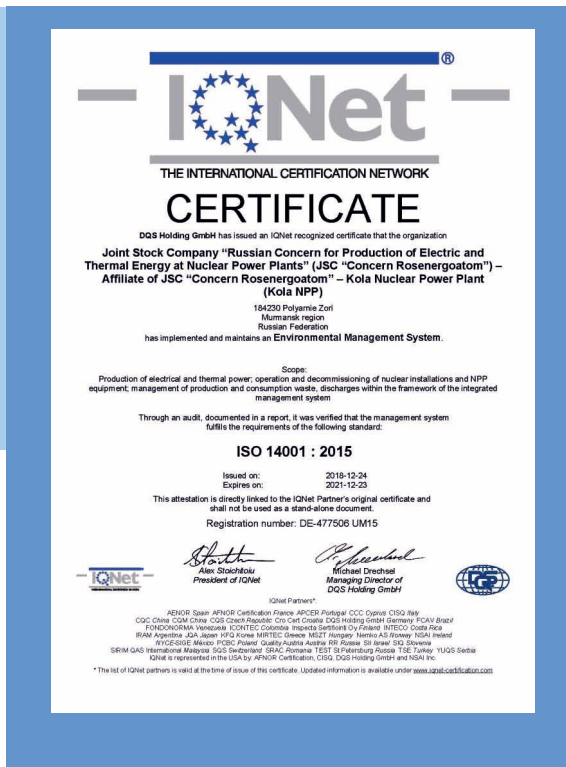 ®
IQNet
THE INTERNATIONAL CERTIFICATION NETWORK
CERTIFICATE
DQS Holding GmbH has issued an IQNet recognized certificate that the organization
Joint Stock Company “Russian Concern for Production of Electric and
Thermal Energy at Nuclear Power Plants” (JSC “Concern Rosenergoatom”) –
Affiliate of JSC “Concern Rosenergoatom” – Kola Nuclear Power Plant
(Kola NPP)
184230 Polyarnie Zori
Murmansk region
Russian Federation
has implemented and maintains an Environmental Management System.
Scope:
Production of electrical and thermal power; operation and decommissioning of nuclear installations and NPP
equipment; management of production and consumption waste, discharges within the framework of the integrated
management system
Through an audit, documented in a report, it was verified that the management system
fulfills the requirements of the following standard:
ISO 14001 : 2015
Issued on: 2018-12-24
Expires on: 2021-12-23
This attestation is directly linked to the IQNet Partner's original certificate and
shall not be used as a stand-alone document.
Registration number: DE-477506 UM15
Alex Stoichitoiu
President of IQNet
Michael Drechsel
Managing Director of
DQS Holding GmbH
IQNet
IQNet Partners*:
AENOR Spain AFNOR Certification France APCER Portugal CCC Cyprus CISQ Italy
CQC China CQM China CQS Czech Republic Cro Cert Croatia DQS Holding GmbH Germany FCAV Brazil
FONDONORMA Venezuela ICONTEC Colombia Inspecta Sertifiointi Oy Finland INTECO Costa Rica
IRAM Argentina JQA Japan KFQ Korea MIRTEC Greece MSZT Hungary Nemko AS Norway NSAI Ireland
NYCE-SIGE México PCBC Poland Quality Austria Austria RR Russia SII Israel SIQ Slovenia
SIRIM QAS International Malaysia SQS Switzerland SRAC Romania TEST St Petersburg Russia TSE Turkey YUQS Serbia
IQNet is represented in the USA by: AFNOR Certification, CISQ, DQS Holding GmbH and NSAI Inc.
* The list of IQNet partners is valid at the time of issue of this certificate. Updated information is available under www.iqnet-certification.com